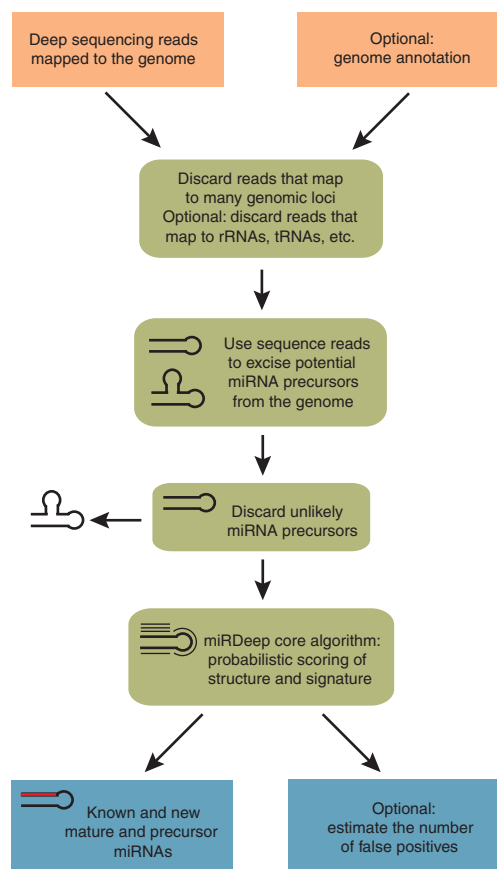 Deep sequencing reads
mapped to the genome
Optional:
genome annotation
Discard reads that map
to many genomic loci
Optional: discard reads that
map to rRNAs, tRNAs, etc.
Use sequence reads
to excise potential
miRNA precursors
from the genome
Discard unlikely
miRNA precursors
miRDeep core algorithm:
probabilistic scoring of
structure and signature
Known and new
mature and precursor
miRNAs
Optional:
estimate the number
of false positives